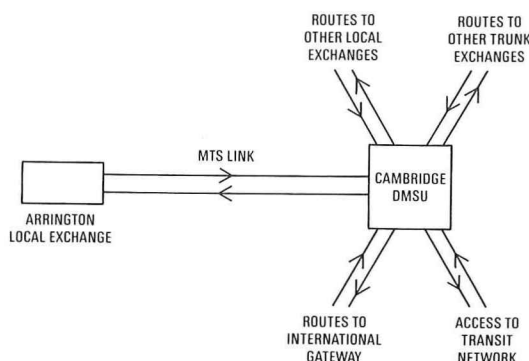 ROUTES TO
OTHER LOCAL
EXCHANGES
ROUTES TO
OTHER TRUNK
EXCHANGES
MTS LINK
CAMBRIDGE
DMSU
ARRINGTON
LOCAL EXCHANGE
ROUTES TO
INTERNATIONAL
GATEWAY
ACCESS TO
TRANSIT
NETWORK